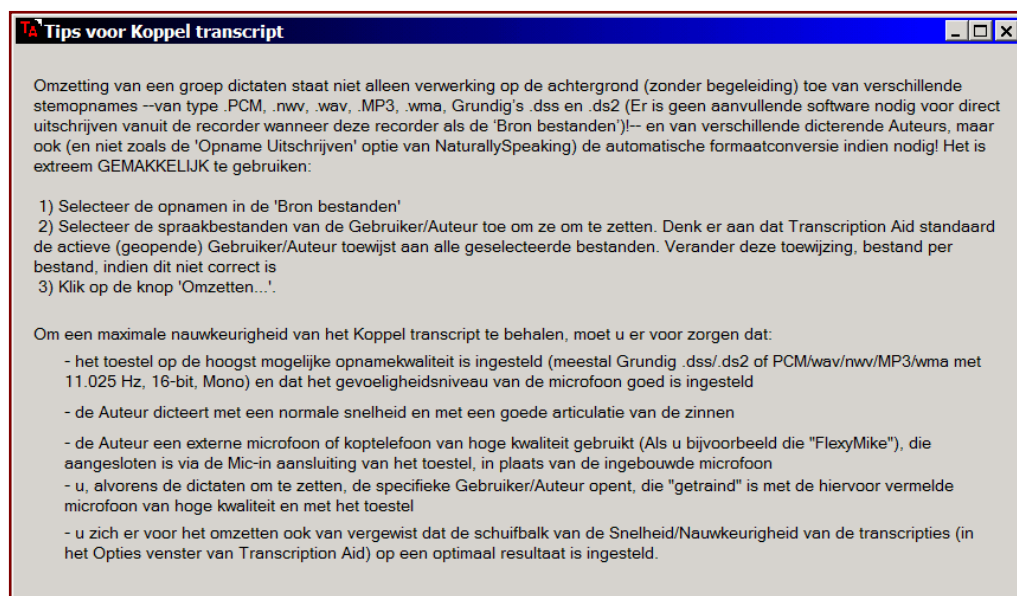 TA Tips voor Koppel transcript
Omzetting van een groep dictaten staat niet alleen verwerking op de achtergrond (zonder begeleiding) toe van verschillende
stemopnames --van type .PCM, .nwv, .wav, .MP3, .wma, Grundig's .dss en .ds2 (Er is geen aanvullende software nodig voor direct
uitschrijven vanuit de recorder wanneer deze recorder als de ‘Bron bestanden’)!-- en van verschillende dicterende Auteurs, maar
ook (en niet zoals de 'Opname Uitschrijven' optie van NaturallySpeaking) de automatische formaatconversie indien nodig! Het is
extreem GEMAKKELIJK te gebruiken:
1) Selecteer de opnamen in de 'Bron bestanden'
2) Selecteer de spraakbestanden van de Gebruiker/Auteur toe om ze om te zetten. Denk er aan dat Transcription Aid standaard
de actieve (geopende) Gebruiker/Auteur toewijst aan alle geselecteerde bestanden. Verander deze toewijzing, bestand per
bestand, indien dit niet correct is
3) Klik op de knop 'Omzetten...'.
Om een maximale nauwkeurigheid van het Koppel transcript te behalen, moet u er voor zorgen dat:
- het toestel op de hoogst mogelijke opnamekwaliteit is ingesteld (meestal Grundig .dss/.ds2 of PCM/wav/nwv/MP3/wma met
11.025 Hz, 16-bit, Mono) en dat het gevoeligheidsniveau van de microfoon goed is ingesteld
- de Auteur dicteert met een normale snelheid en met een goede articulatie van de zinnen
- de Auteur een externe microfoon of koptelefoon van hoge kwaliteit gebruikt (Als u bijvoorbeeld die "FlexyMike"), die
aangesloten is via de Mic-in aansluiting van het toestel, in plaats van de ingebouwde microfoon
- u, alvorens de dictaten om te zetten, de specifieke Gebruiker/Auteur opent, die "getraind" is met de hiervoor vermelde
microfoon van hoge kwaliteit en met het toestel
- u zich er voor het omzetten ook van vergewist dat de schuifbalk van de Snelheid/Nauwkeurigheid van de transcripties (in
het Opties venster van Transcription Aid) op een optimaal resultaat is ingesteld.